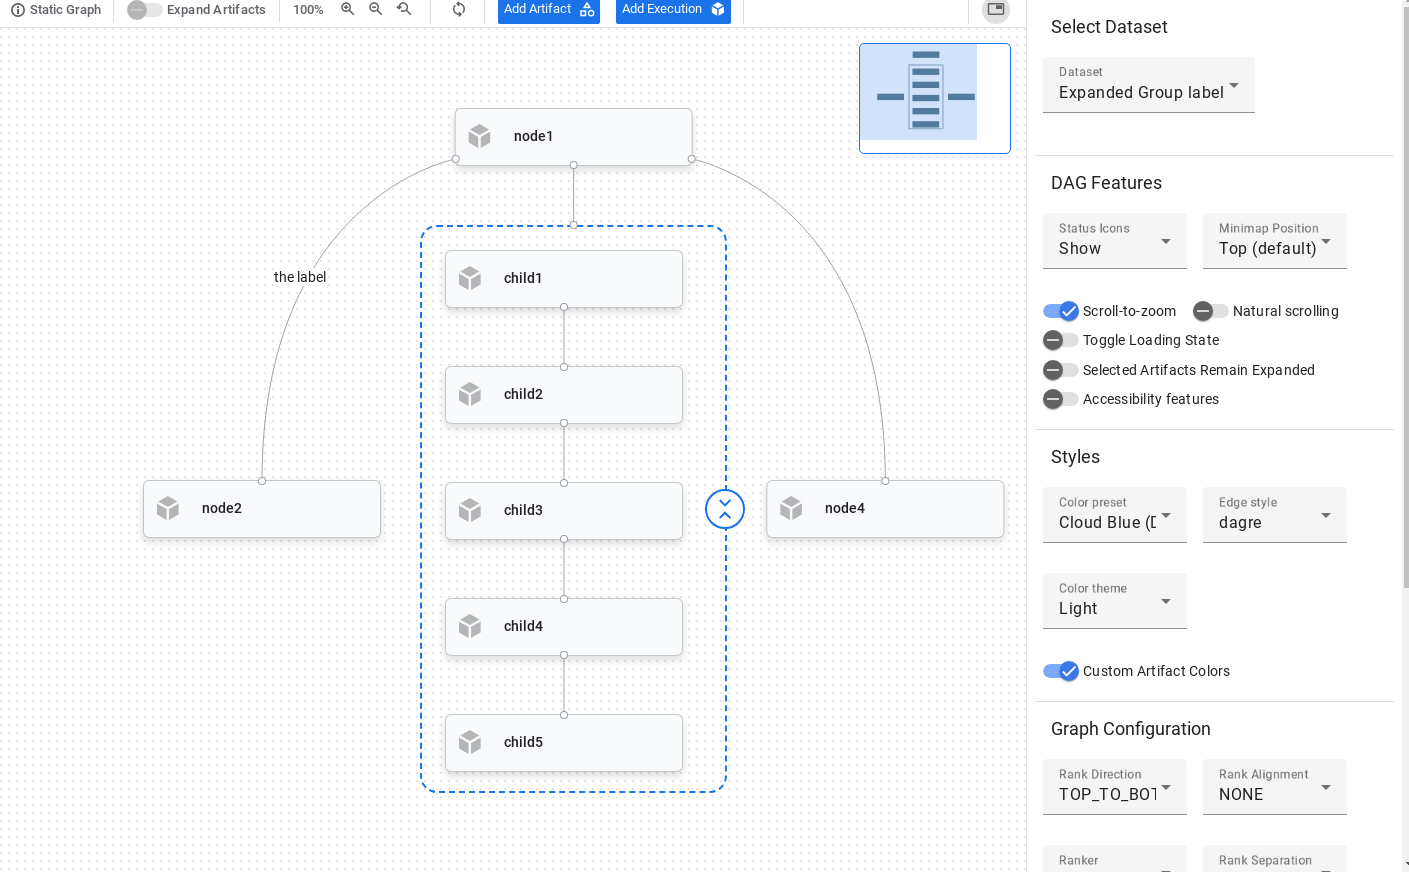 Static Graph
Expand Artifacts
100%
Add Artifact
Add Execution
node1
the label
child1
child2
node2
child3
node4
child4
child5
Select Dataset
Dataset
Expanded Group label
DAG Features
Status Icons
Minimap Position
Show
Top (default)
Scroll-to-zoom
Natural scrolling
Toggle Loading State
Selected Artifacts Remain Expanded
Accessibility features
Styles
Color preset
Edge style
Cloud Blue (D
dagre
Color theme
Light
Custom Artifact Colors
Graph Configuration
Rank Direction
Rank Alignment
TOP_TO_BOT
NONE
Ranker
Rank Separation